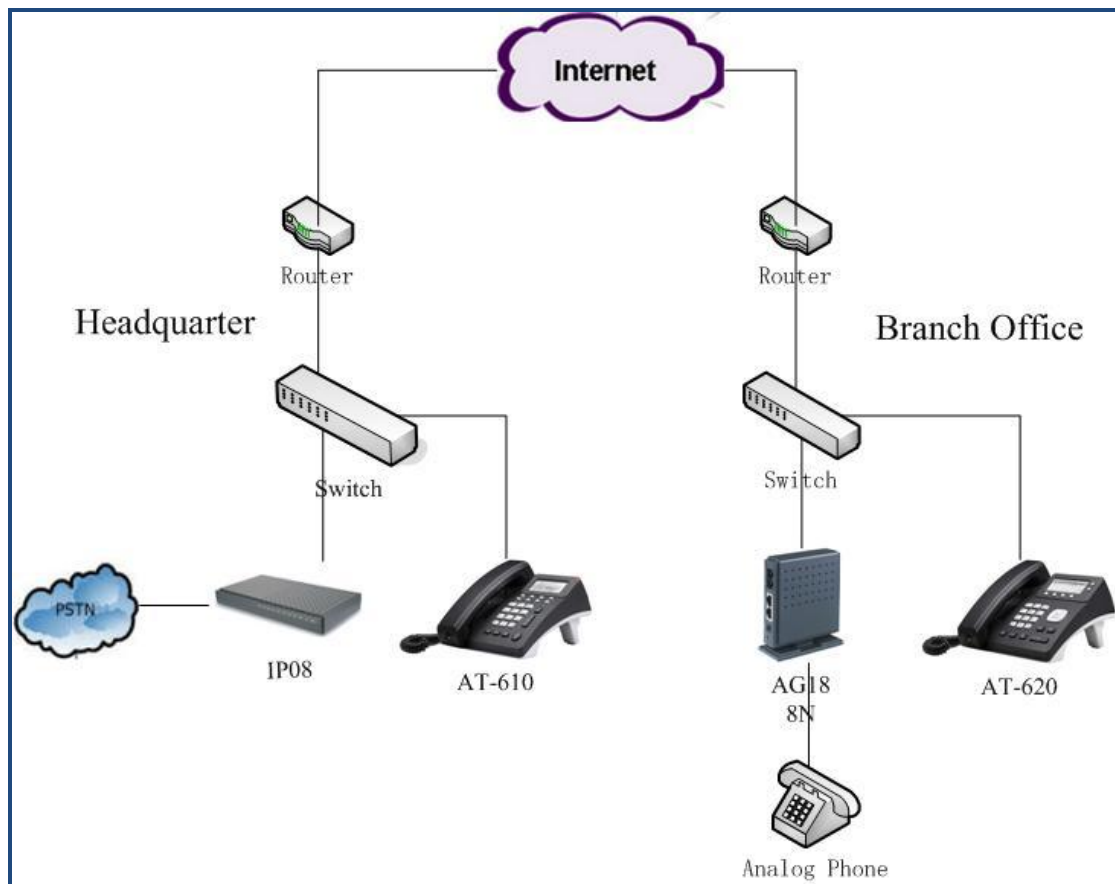 Internet
Router
Router
Headquarter
Branch Office
Switch
Switch
PSTN
IP08
AT-610
AG18
8N
AT-620
Analog Phone